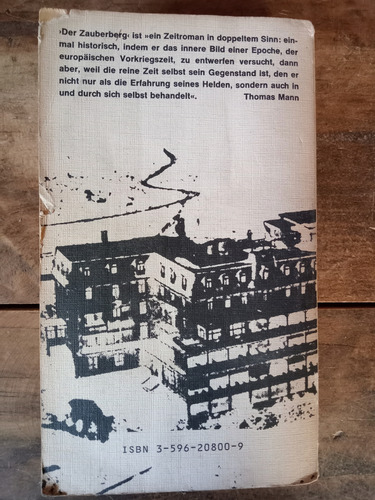 ›Der Zauberberg‹ ist »ein Zeitroman in doppeltem Sinn: ein-
mal historisch, indem er das innere Bild einer Epoche, der
europäischen Vorkriegszeit, zu entwerfen versucht, dann
aber, weil die reine Zeit selbst sein Gegenstand ist, den er
nicht nur als die Erfahrung seines Helden, sondern auch in
und durch sich selbst behandelt«. Thomas Mann
ISBN 3-596-20800-9